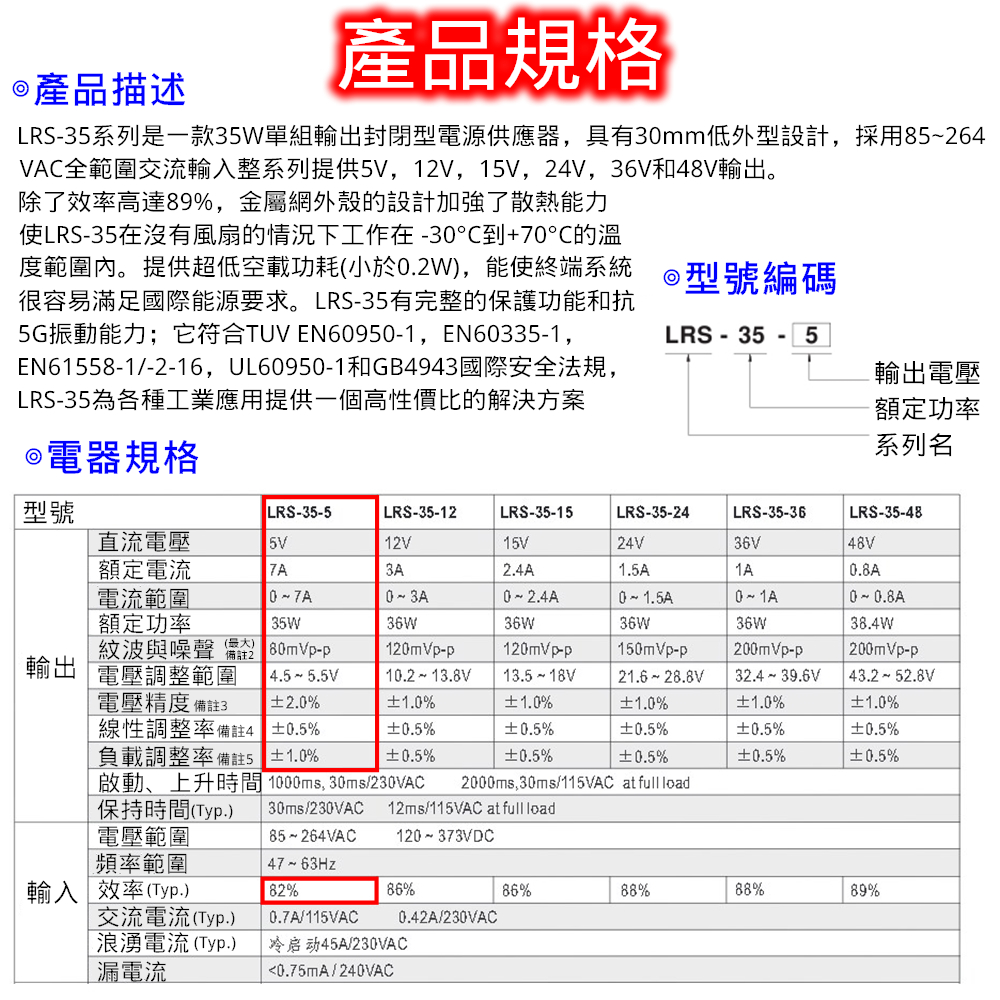 產品規格
◎產品描述
LRS-35系列是一款35W單組輸出封閉型電源供應器，具有30mm低外型設計，採用85~264
VAC全範圍交流輸入整系列提供5V，12V，15V，24V，36V和48V輸出。
除了效率高達89%，金屬網外殼的設計加強了散熱能力
使LRS-35在沒有風扇的情況下工作在 -30°C到+70°C的溫
度範圍內。提供超低空載功耗(小於0.2W)，能使終端系統
很容易滿足國際能源要求。LRS-35有完整的保護功能和抗
5G振動能力；它符合TUV EN60950-1，EN60335-1，
EN61558-1/-2-16，UL60950-1和GB4943國際安全法規，
LRS-35為各種工業應用提供一個高性價比的解決方案
◎型號編碼
LRS - 35 - 5
輸出電壓
額定功率
系列名
◎電器規格
型號 LRS-35-5 LRS-35-12 LRS-35-15 LRS-35-24 LRS-35-36 LRS-35-48
輸出
直流電壓 5V 12V 15V 24V 36V 48V
額定電流 7A 3A 2.4A 1.5A 1A 0.8A
電流範圍 0~7A 0~3A 0~2.4A 0~1.5A 0~1A 0~0.8A
額定功率 35W 36W 36W 36W 36W 38.4W
紋波與噪聲 (最大) 備註2 80mVp-p 120mVp-p 120mVp-p 150mVp-p 200mVp-p 200mVp-p
電壓調整範圍 4.5~5.5V 10.2~13.8V 13.5~18V 21.6~28.8V 32.4~39.6V 43.2~52.8V
電壓精度 備註3 ±2.0% ±1.0% ±1.0% ±1.0% ±1.0% ±1.0%
線性調整率 備註4 ±0.5% ±0.5% ±0.5% ±0.5% ±0.5% ±0.5%
負載調整率 備註5 ±1.0% ±0.5% ±0.5% ±0.5% ±0.5% ±0.5%
啟動、上升時間 1000ms, 30ms/230VAC 2000ms,30ms/115VAC at full load
保持時間(Typ.) 30ms/230VAC 12ms/115VAC at full load
輸入
電壓範圍 85~264VAC 120~373VDC
頻率範圍 47~63Hz
效率(Typ.) 82% 86% 86% 88% 88% 89%
交流電流(Typ.) 0.7A/115VAC 0.42A/230VAC
浪湧電流(Typ.) 冷启动45A/230VAC
漏電流 <0.75mA / 240VAC